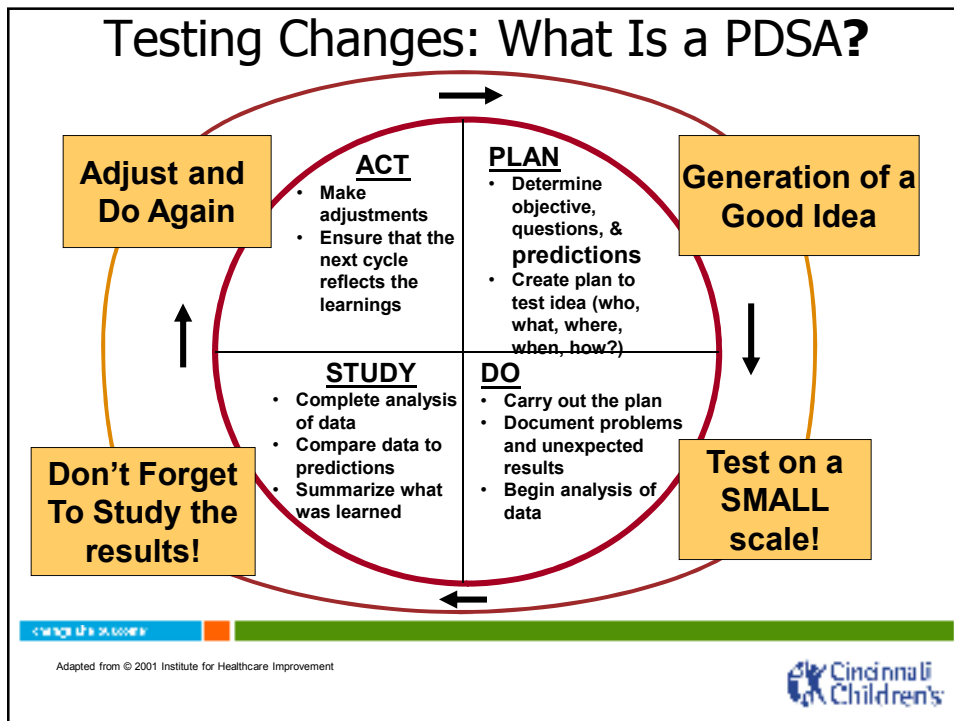 Testing Changes: What Is a PDSA?
Adjust and
Do Again
ACT
• Make
adjustments
• Ensure that the
next cycle
reflects the
learnings
PLAN
• Determine
objective,
questions, &
predictions
• Create plan to
test idea (who,
what, where,
when, how?)
Generation of a
Good Idea
STUDY
• Complete analysis
of data
• Compare data to
predictions
• Summarize what
was learned
DO
• Carry out the plan
• Document problems
and unexpected
results
• Begin analysis of
data
Don’t Forget
To Study the
results!
Test on a
SMALL
scale!
change the outcome
Adapted from © 2001 Institute for Healthcare Improvement
Cincinnati
Children's